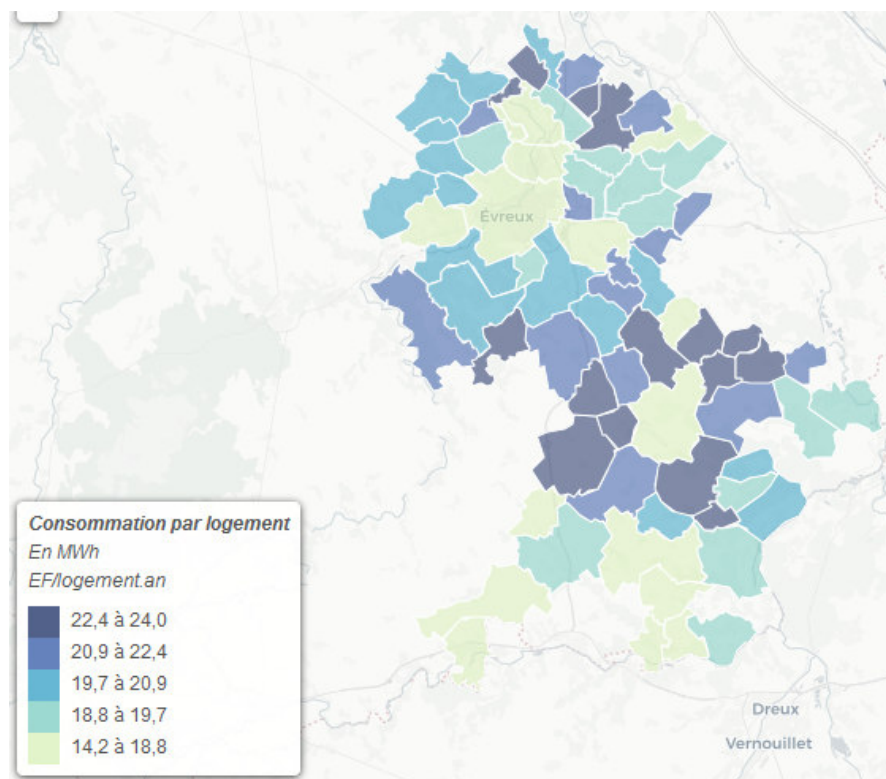 Évreux
Consommation par logement
En MWh
EF/logement.an
22,4 à 24,0
20,9 à 22,4
19,7 à 20,9
18,8 à 19,7
14,2 à 18,8
Dreux
Vernouillet